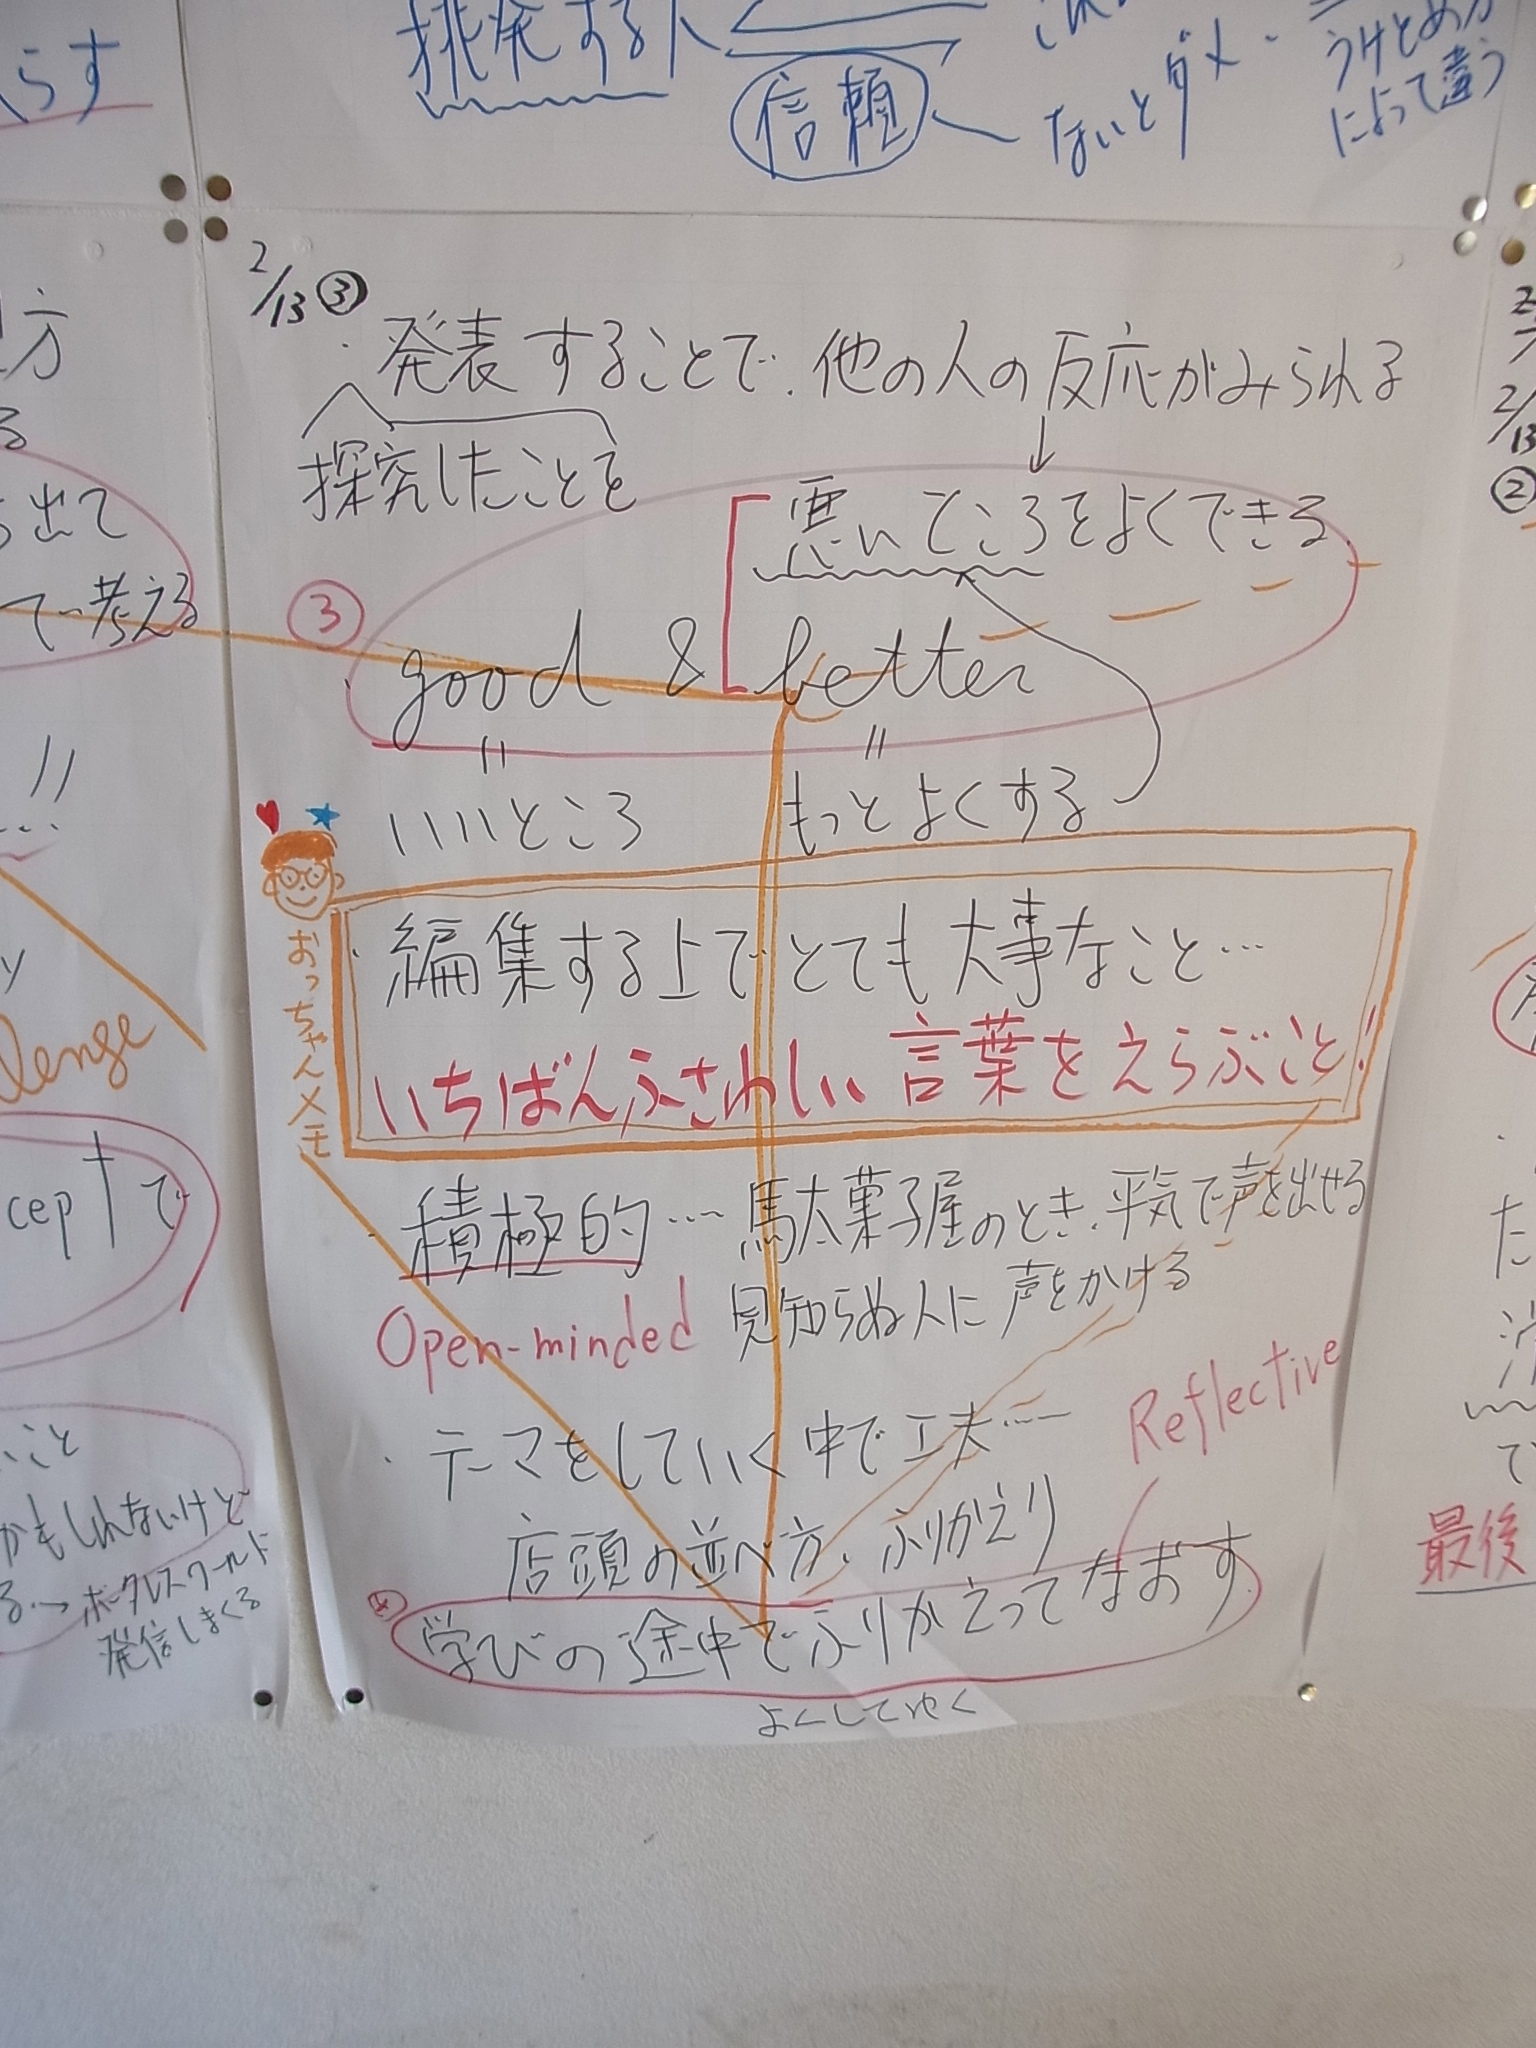 らす
挑発する人
信頼
ないとダメ
うけとめ方
によって違う
2/13 ③
・発表することで、他の人の反応がみられる
探究したことを
↓
悪いところをよくできる
③
good & better
〃 〃
いいところ もっとよくする
おっちゃんメモ
・編集する上でとても大事なこと…
いちばんふさわしい言葉をえらぶこと!
・積極的…駄菓子屋のとき、平気で声を出せる
Open-minded 見知らぬ人に声をかける
Reflective
・テーマをしていく中で工夫……
店頭の並べ方、ふりかえり
④ 学びの途中でふりかえってなおす
よくしてゆく
方
る
出て
て考える
!!
y
lenge
ceptで
こと
かもしれないけど
る→ボーダレスワールド
発信しまくる
2/13
②
た
て
最後